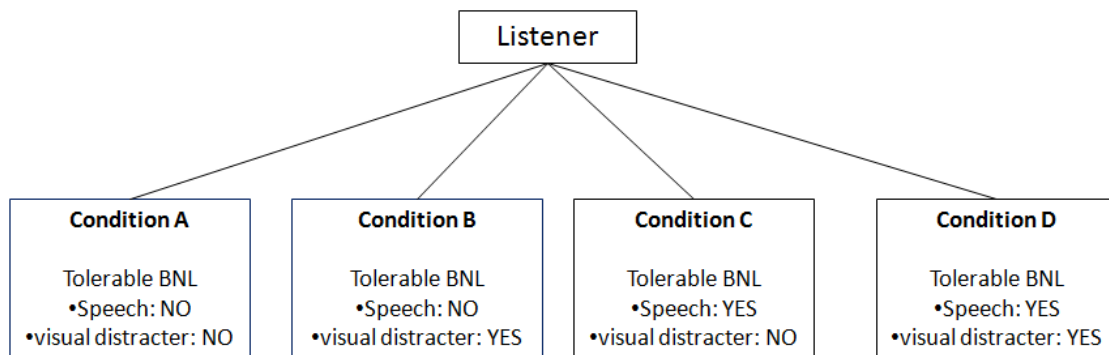 Listener
Condition A
Tolerable BNL
•Speech: NO
•visual distracter: NO
Condition B
Tolerable BNL
•Speech: NO
•visual distracter: YES
Condition C
Tolerable BNL
•Speech: YES
•visual distracter: NO
Condition D
Tolerable BNL
•Speech: YES
•visual distracter: YES